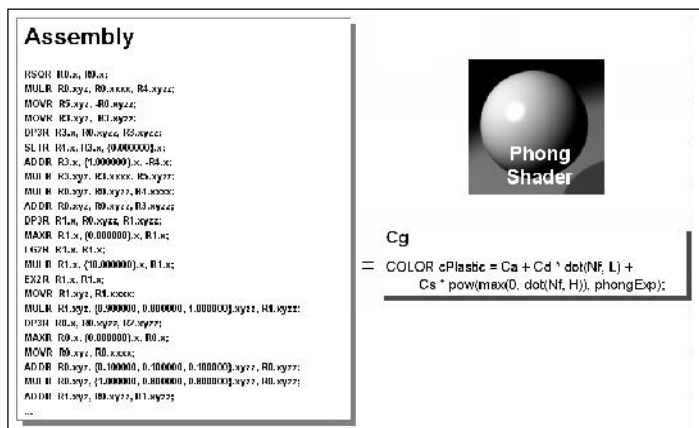 Assembly
RSQR R0.x, R0.x;
MULR R0.xyz, R0.xxxx, R4.xyzz;
MOVR R5.xyz, -R0.xyzz;
MOVR R3.xyz, R3.xyzz;
DP3R R3.x, R0.xyzz, R3.xyzz;
SLTR R4.x, R3.x, {0.000000}.x;
ADDR R3.x, {1.000000}.x, -R4.x;
MULR R3.xyz, R3.xxxx, R5.xyzz;
MULR R0.xyz, R0.xyzz, R4.xxxx;
ADDR R0.xyz, R0.xyzz, R3.xyzz;
DP3R R1.x, R0.xyzz, R1.xyzz;
MAXR R1.x, {0.000000}.x, R1.x;
LG2R R1.x, R1.x;
MULR R1.x, {10.000000}.x, R1.x;
EX2R R1.x, R1.x;
MOVR R1.xyz, R1.xxxx;
MULR R1.xyz, {0.900000, 0.800000, 1.000000}.xyzz, R1.xyzz;
DP3R R0.x, R0.xyzz, R2.xyzz;
MAXR R0.x, {0.000000}.x, R0.x;
MOVR R0.xyz, R0.xxxx;
ADDR R0.xyz, {0.100000, 0.100000, 0.100000}.xyzz, R0.xyzz;
MULR R0.xyz, {1.000000, 0.800000, 0.800000}.xyzz, R0.xyzz;
ADDR R1.xyz, R0.xyzz, R1.xyzz;
...
Phong
Shader
=
Cg
COLOR cPlastic = Ca + Cd * dot(Nf, L) +
Cs * pow(max(0, dot(Nf, H)), phongExp);